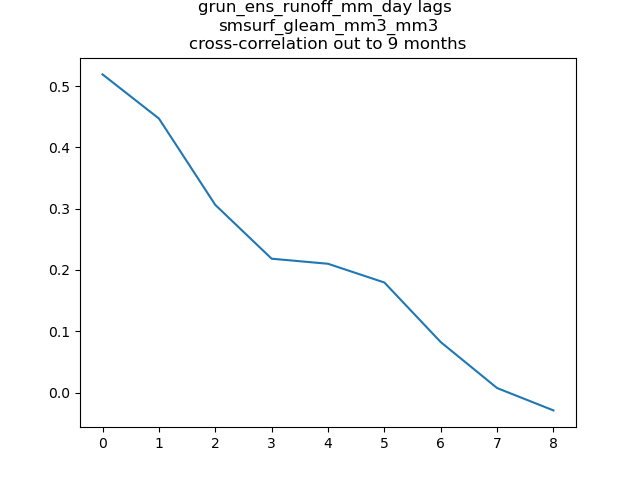 grun_ens_runoff_mm_day lags
smsurf_gleam_mm3_mm3
cross-correlation out to 9 months
0.5
0.4
0.3
0.2
0.1
0.0
0 1 2 3 4 5 6 7 8